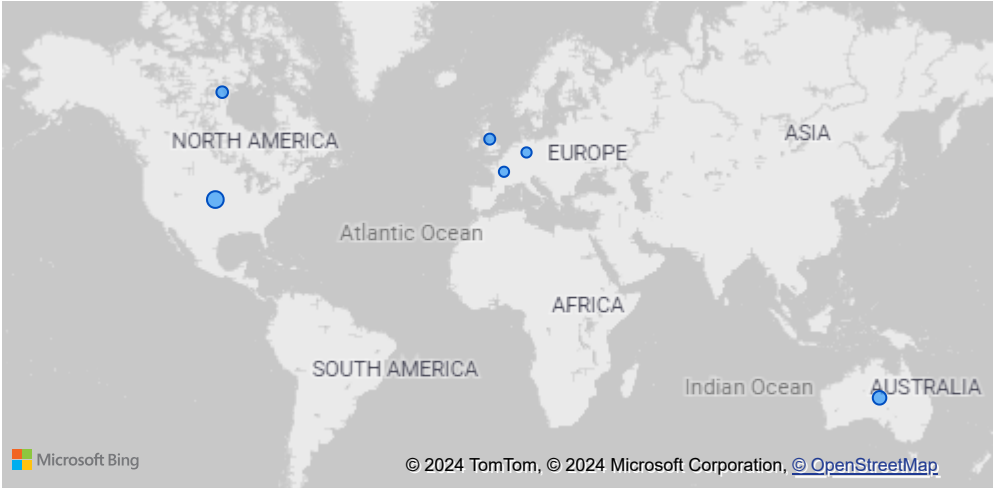 ASIA
NORTH AMERICA
EUROPE
Atlantic Ocean
AFRICA
SOUTH AMERICA
Indian Ocean
AUSTRALIA
Microsoft Bing
© 2024 TomTom, © 2024 Microsoft Corporation, © OpenStreetMap